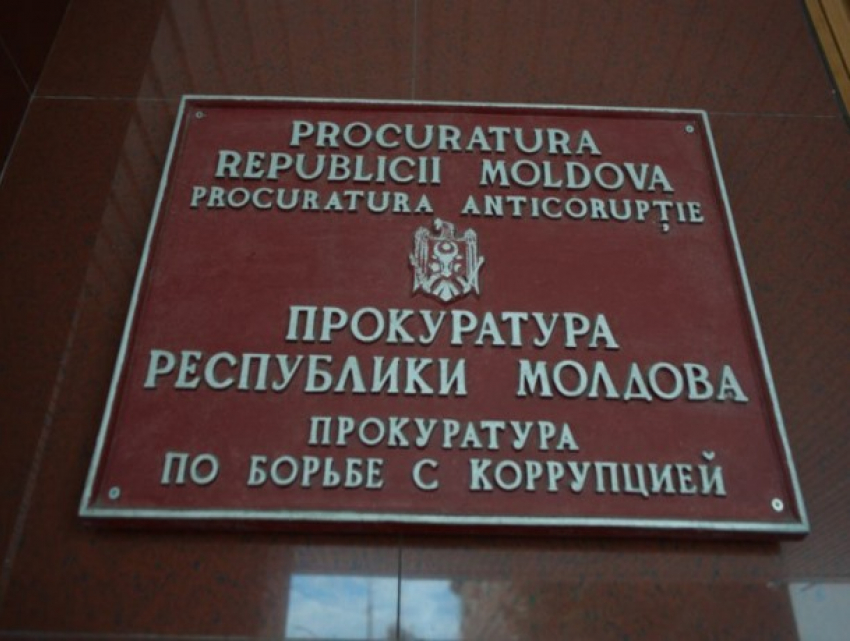 PROCURATURA
REPUBLICII MOLDOVA
PROCURATURA ANTICORUPȚIE
ПРОКУРАТУРА
РЕСПУБЛИКИ МОЛДОВА
ПРОКУРАТУРА
ПО БОРЬБЕ С КОРРУПЦИЕЙ